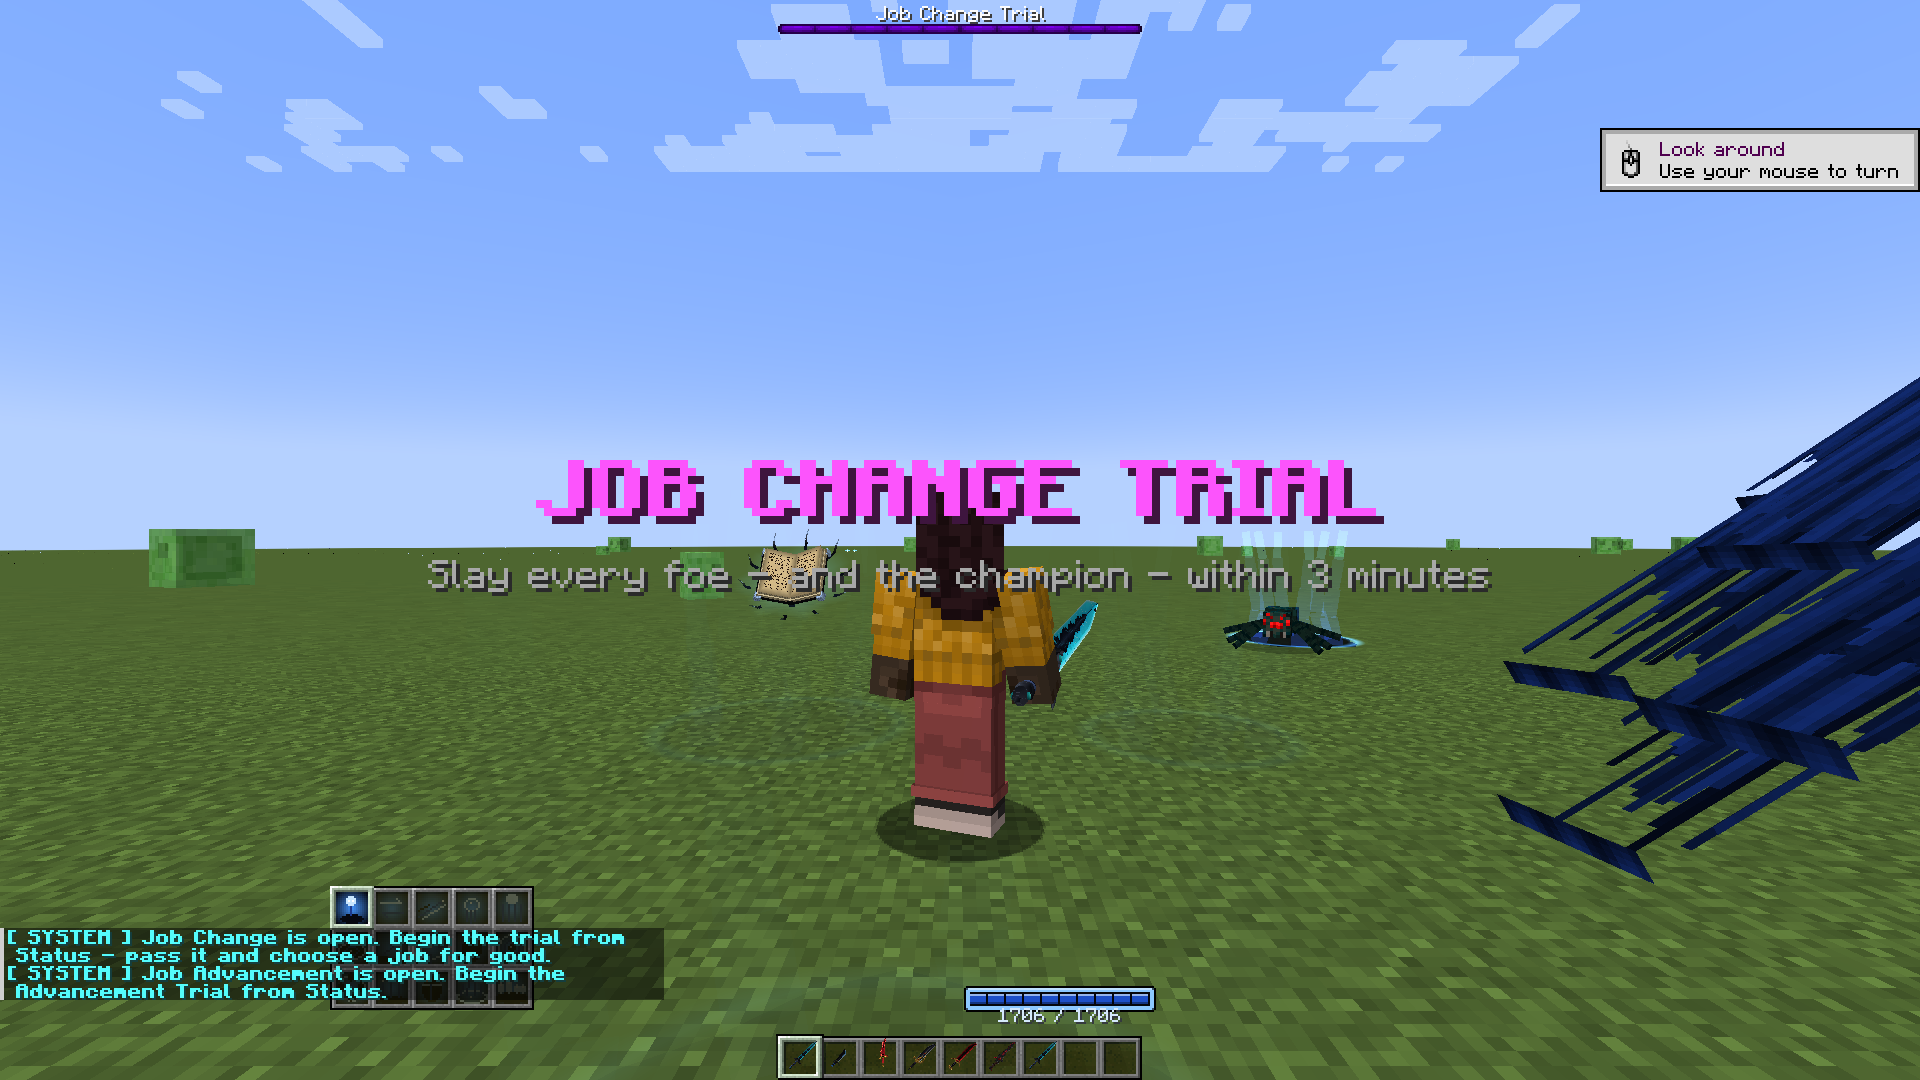 Job Change Trial
Look around
Use your mouse to turn
JOB CHANGE TRIAL
Slay every foe - and the champion - within 3 minutes
[ SYSTEM ] Job Change is open. Begin the trial from
Status - pass it and choose a job for good.
[ SYSTEM ] Job Advancement is open. Begin the
Advancement Trial from Status.
1706 / 1706